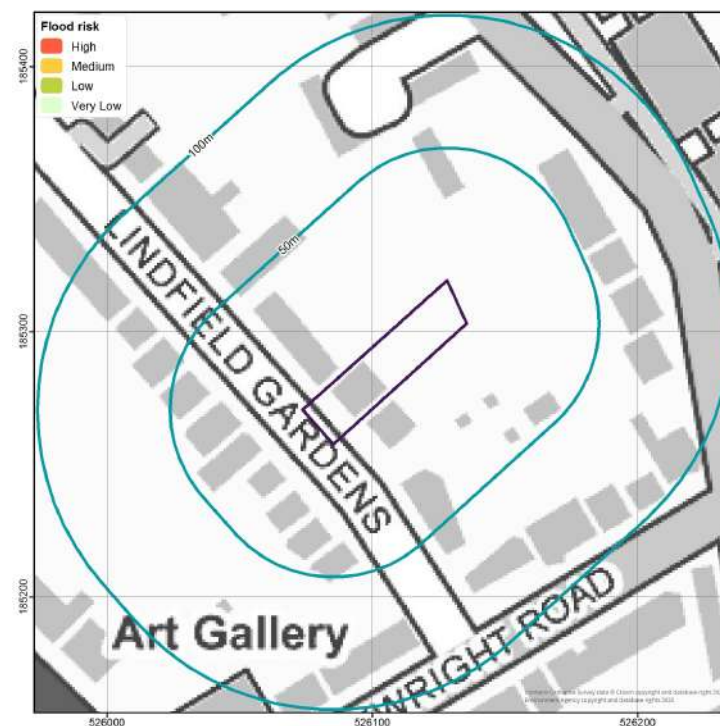 Flood risk
High
Medium
Low
Very Low
185400
100m
50m
LINDFIELD GARDENS
185300
185200
Art Gallery
WRIGHT ROAD
526000
526100
526200